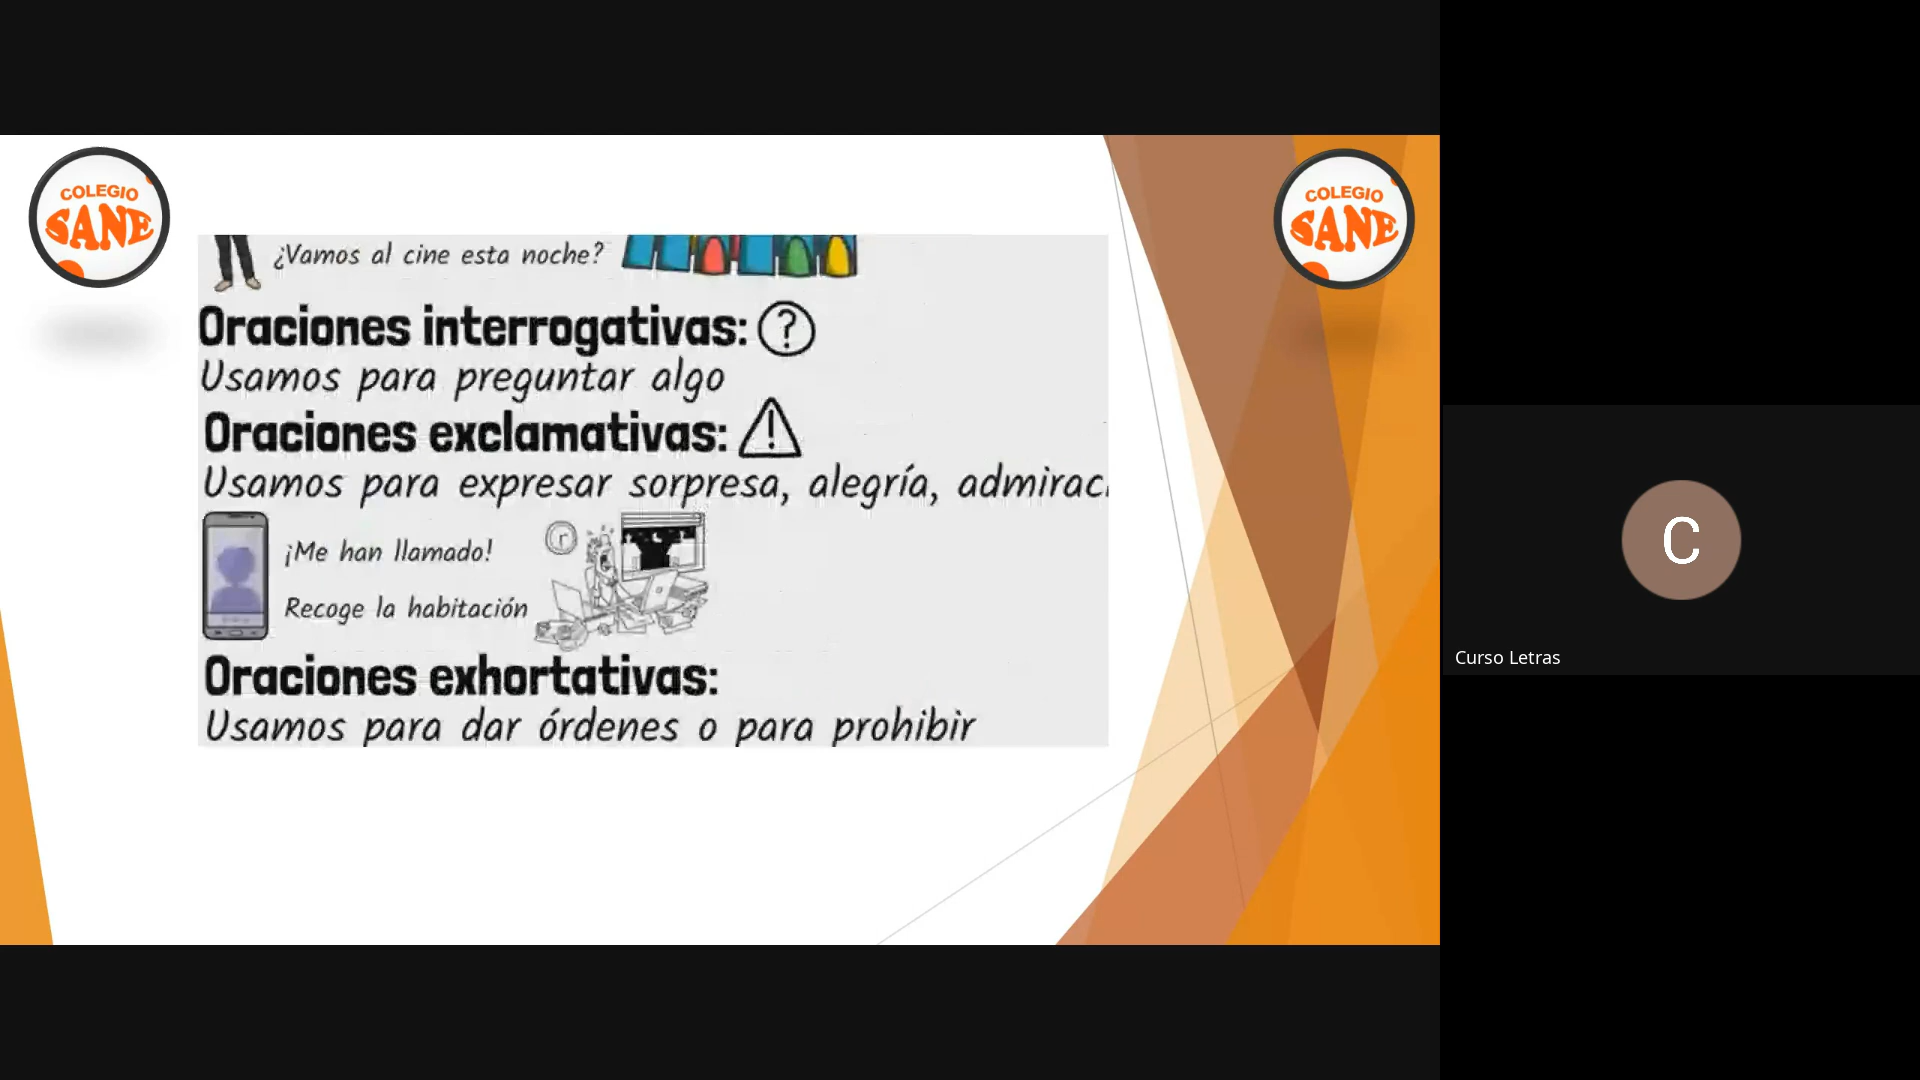 COLEGIO
SANE
COLEGIO
SANE
¿Vamos al cine esta noche?
Oraciones interrogativas: ?
Usamos para preguntar algo
Oraciones exclamativas: !
Usamos para expresar sorpresa, alegría,
¡Me han llamado!
Recoge la habitación
Oraciones exhortativas:
Usamos para dar órdenes o para prohibir
C
Curso Letras